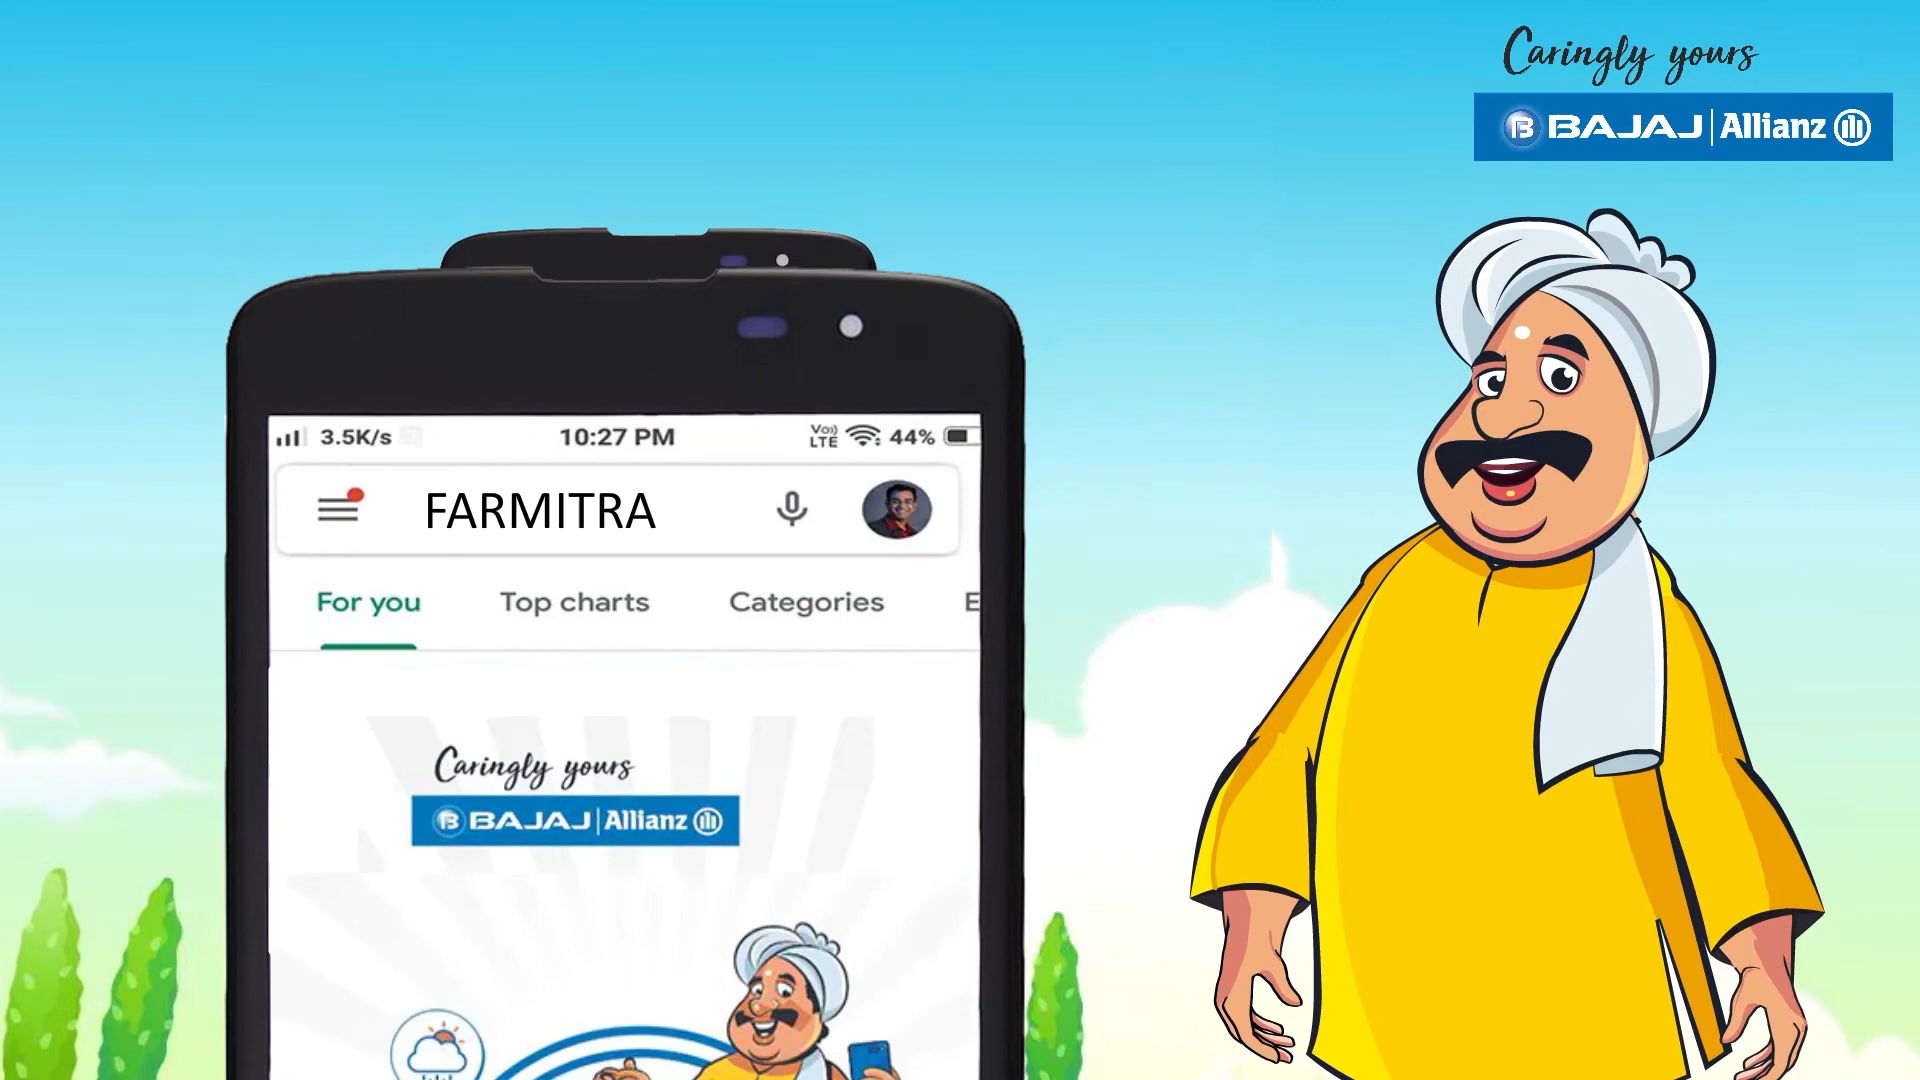 Caringly yours
BAJAJ | Allianz
3.5K/s 10:27 PM Vo)) LTE 44%
FARMITRA
For you Top charts Categories E
Caringly yours
BAJAJ | Allianz